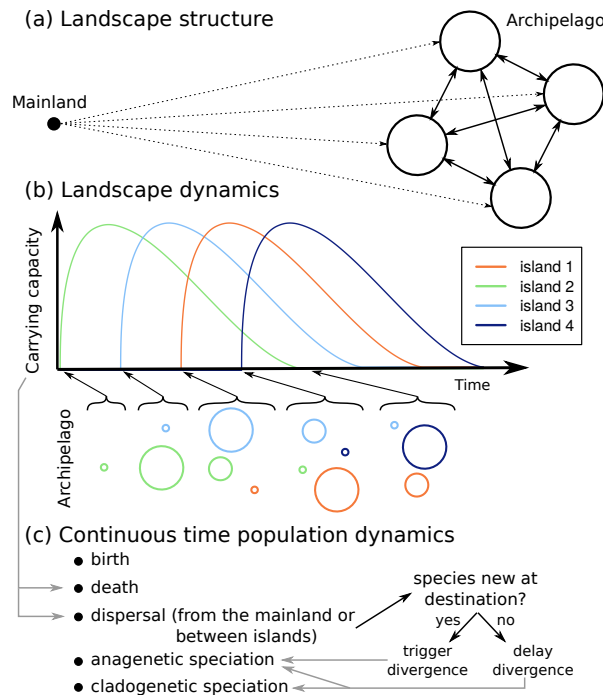 (a) Landscape structure
Archipelago
Mainland
(b) Landscape dynamics
Carrying capacity
island 1
island 2
island 3
island 4
Time
Archipelago
(c) Continuous time population dynamics
● birth
● death
● dispersal (from the mainland or
between islands)
● anagenetic speciation
● cladogenetic speciation
species new at
destination?
yes no
trigger
divergence
delay
divergence